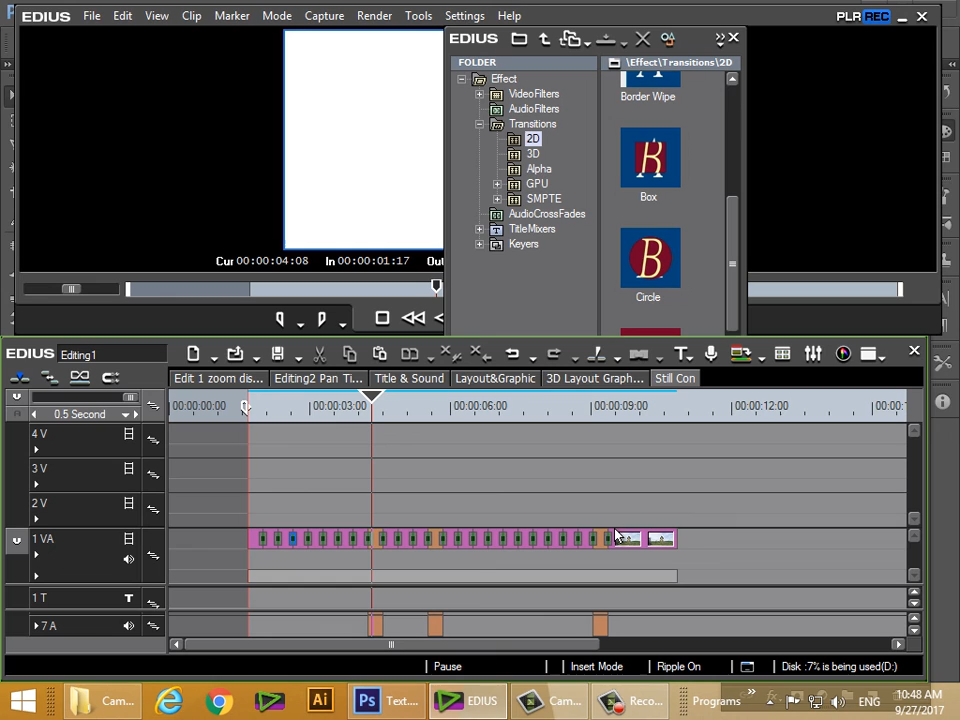 EDIUS File Edit View Clip Marker Mode Capture Render Tools Settings Help PLR REC
EDIUS
FOLDER \Effect\Transitions\2D
Effect
VideoFilters
AudioFilters
Transitions
2D
3D
Alpha
GPU
SMPTE
AudioCrossFades
TitleMixers
Keyers
Border Wipe
Box
Circle
Cur 00:00:04:08 In 00:00:01:17 Out
EDIUS Editing1
Edit 1 zoom dis... Editing2 Pan Ti... Title & Sound Layout&Graphic 3D Layout Graph... Still Con
0.5 Second 00:00:00:00 00:00:03:00 00:00:06:00 00:00:09:00 00:00:12:00 00:00:
4 V
3 V
2 V
1 VA
1 T T
7 A
Pause Insert Mode Ripple On Disk :7% is being used(D:)
Cam... Ai Ps Text.... EDIUS Cam... Reco... Programs ENG 10:48 AM
9/27/2017